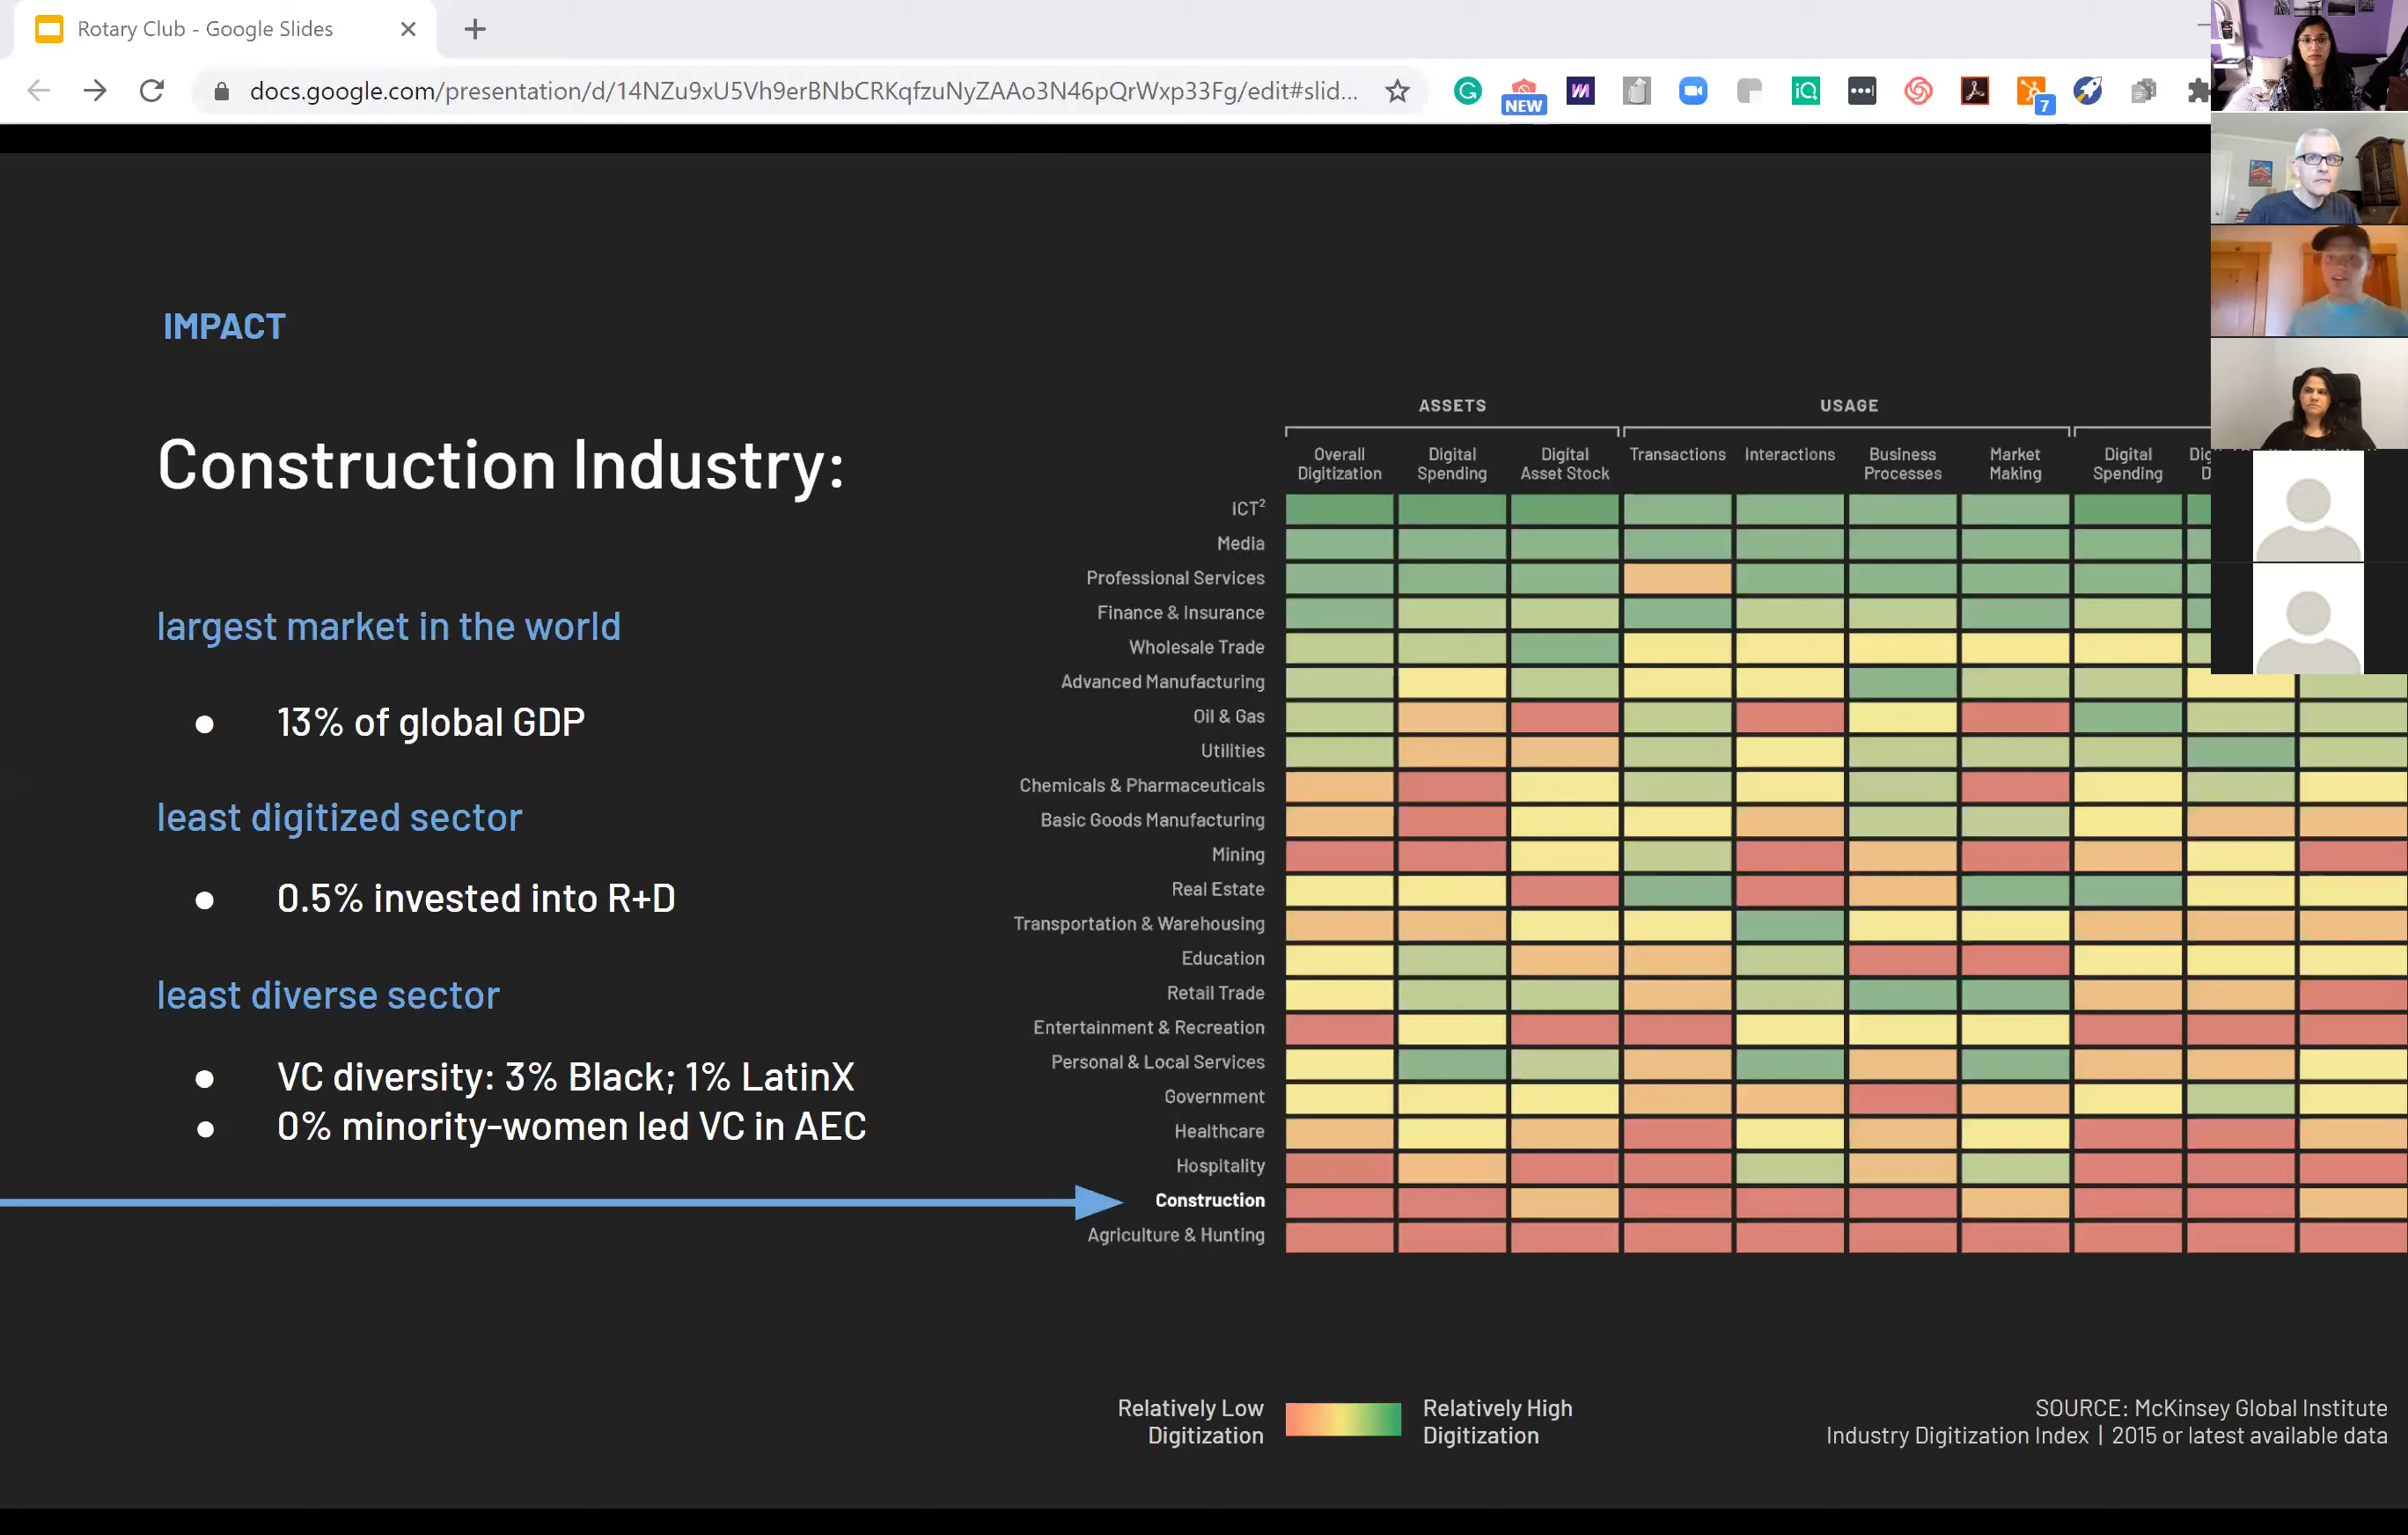 Rotary Club - Google Slides
docs.google.com/presentation/d/14NZu9xU5Vh9erBNbCRKqfzuNyZAAo3N46pQrWxp33Fg/edit#slid...
NEW
iQ
7
IMPACT
Construction Industry:
largest market in the world
● 13% of global GDP
least digitized sector
● 0.5% invested into R+D
least diverse sector
● VC diversity: 3% Black; 1% LatinX
● 0% minority-women led VC in AEC
ASSETS
USAGE
Overall Digitization
Digital Spending
Digital Asset Stock
Transactions
Interactions
Business Processes
Market Making
Digital Spending
ICT²
Media
Professional Services
Finance & Insurance
Wholesale Trade
Advanced Manufacturing
Oil & Gas
Utilities
Chemicals & Pharmaceuticals
Basic Goods Manufacturing
Mining
Real Estate
Transportation & Warehousing
Education
Retail Trade
Entertainment & Recreation
Personal & Local Services
Government
Healthcare
Hospitality
Construction
Agriculture & Hunting
Relatively Low
Digitization
Relatively High
Digitization
SOURCE: McKinsey Global Institute
Industry Digitization Index | 2015 or latest available data